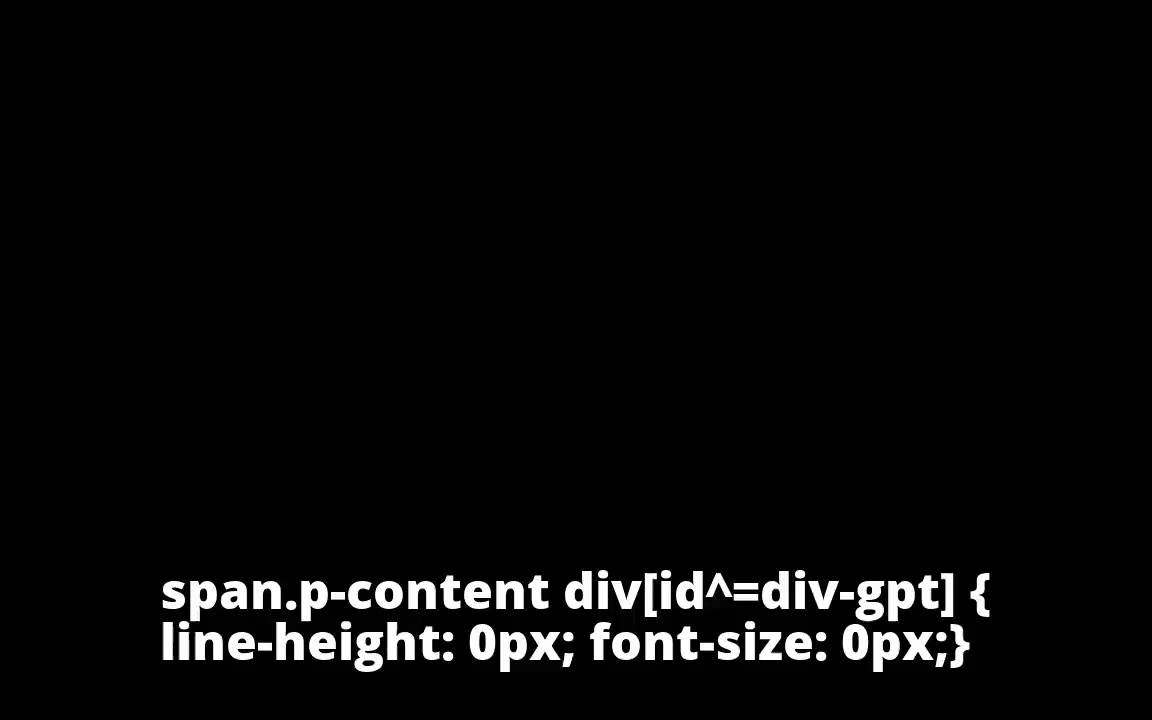 span.p-content div[id^=div-gpt] {
line-height: 0px; font-size: 0px;}